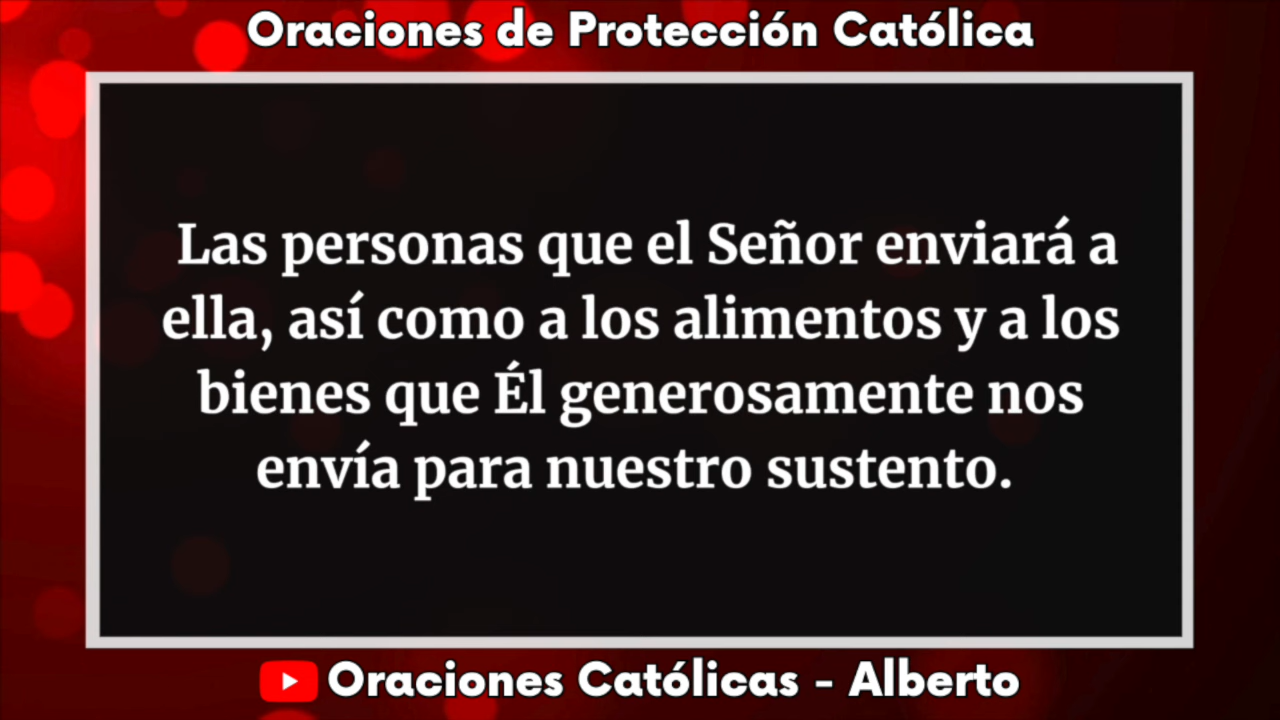 Oraciones de Protección Católica
Las personas que el Señor enviará a
ella, así como a los alimentos y a los
bienes que Él generosamente nos
envía para nuestro sustento.
Oraciones Católicas - Alberto